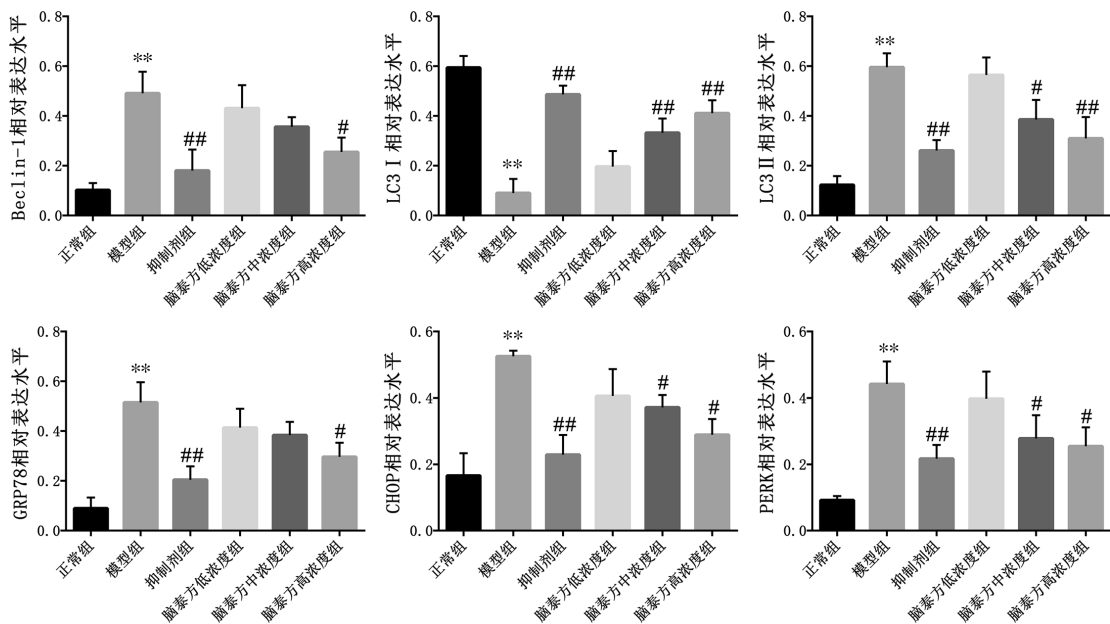 Beclin-1相对表达水平
0.8
0.6
0.4
0.2
0.0
**
##
#
正常组
模型组
抑制剂组
脑泰方低浓度组
脑泰方中浓度组
脑泰方高浓度组
LC3Ⅰ相对表达水平
0.8
0.6
0.4
0.2
0.0
**
##
##
##
正常组
模型组
抑制剂组
脑泰方低浓度组
脑泰方中浓度组
脑泰方高浓度组
LC3Ⅱ相对表达水平
0.8
0.6
0.4
0.2
0.0
**
##
#
##
正常组
模型组
抑制剂组
脑泰方低浓度组
脑泰方中浓度组
脑泰方高浓度组
GRP78相对表达水平
0.8
0.6
0.4
0.2
0.0
**
##
#
正常组
模型组
抑制剂组
脑泰方低浓度组
脑泰方中浓度组
脑泰方高浓度组
CHOP相对表达水平
0.6
0.4
0.2
0.0
**
##
#
#
正常组
模型组
抑制剂组
脑泰方低浓度组
脑泰方中浓度组
脑泰方高浓度组
PERK相对表达水平
0.6
0.4
0.2
0.0
**
##
#
#
正常组
模型组
抑制剂组
脑泰方低浓度组
脑泰方中浓度组
脑泰方高浓度组